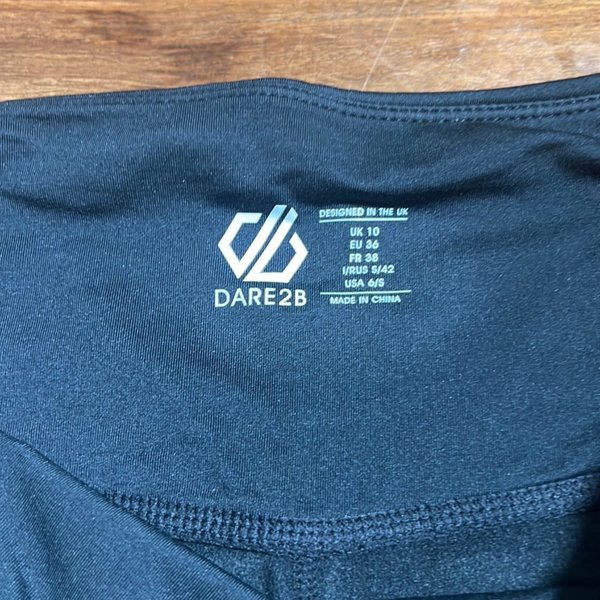 DARE2B
DESIGNED IN THE UK
UK 10
EU 36
FR 38
I/RUS S/42
USA 6/S
MADE IN CHINA